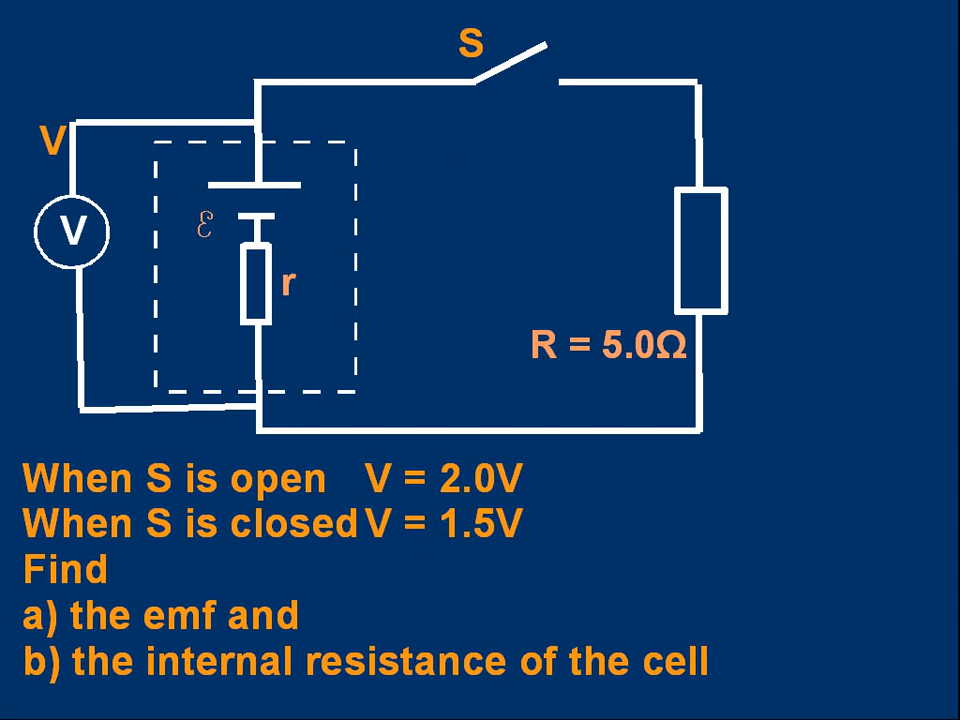 S
V
V
ε
r
R = 5.0Ω
When S is open V = 2.0V
When S is closed V = 1.5V
Find
a) the emf and
b) the internal resistance of the cell